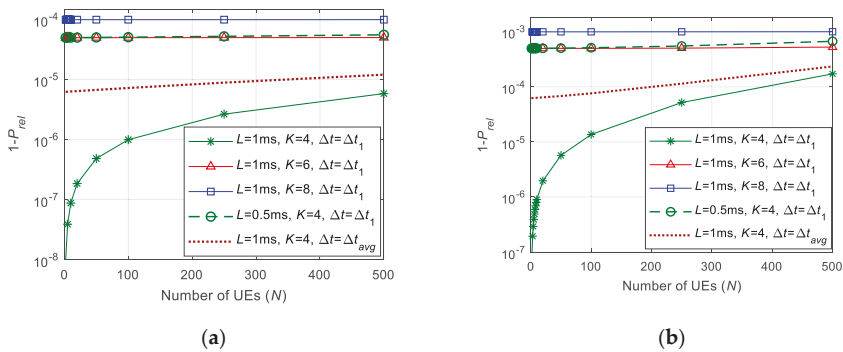 10^-4
10^-5
10^-6
10^-7
10^-8
1-P_rel
0 100 200 300 400 500
Number of UEs (N)
L=1ms, K=4, Δt=Δt_1
L=1ms, K=6, Δt=Δt_1
L=1ms, K=8, Δt=Δt_1
L=0.5ms, K=4, Δt=Δt_1
L=1ms, K=4, Δt=Δt_avg
(a)
10^-3
10^-4
10^-5
10^-6
10^-7
1-P_rel
0 100 200 300 400 500
Number of UEs (N)
L=1ms, K=4, Δt=Δt_1
L=1ms, K=6, Δt=Δt_1
L=1ms, K=8, Δt=Δt_1
L=0.5ms, K=4, Δt=Δt_1
L=1ms, K=4, Δt=Δt_avg
(b)